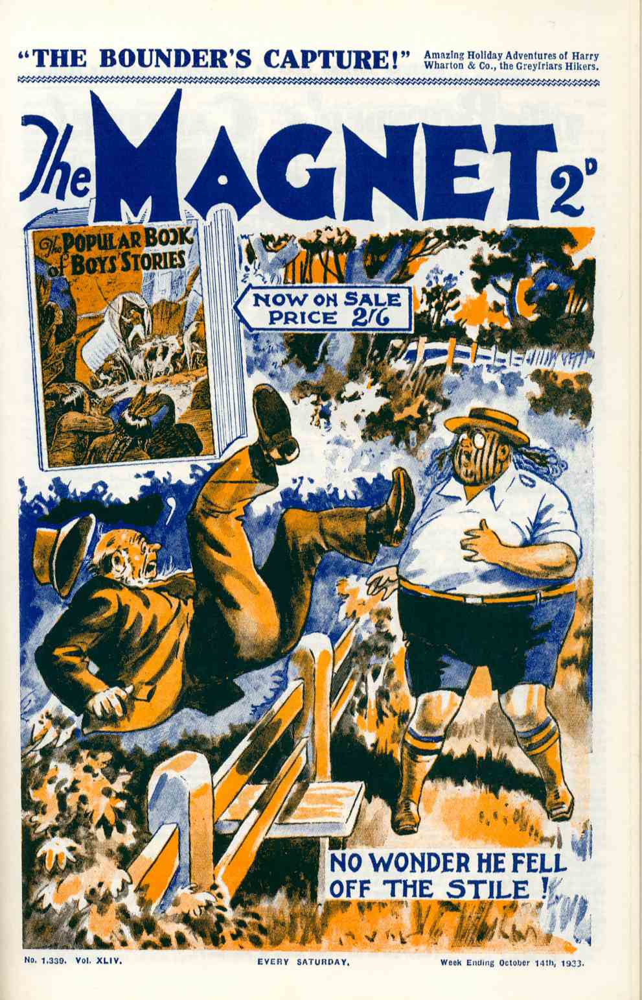 “THE BOUNDER'S CAPTURE!”
Amazing Holiday Adventures of Harry
Wharton & Co., the Greyfriars Hikers.
The MAGNET 2D
The POPULAR BOOK
of BOYS' STORIES
NOW ON SALE
PRICE 2/6
NO WONDER HE FELL
OFF THE STILE!
No. 1,339. Vol. XLIV.
EVERY SATURDAY.
Week Ending October 14th, 1933.